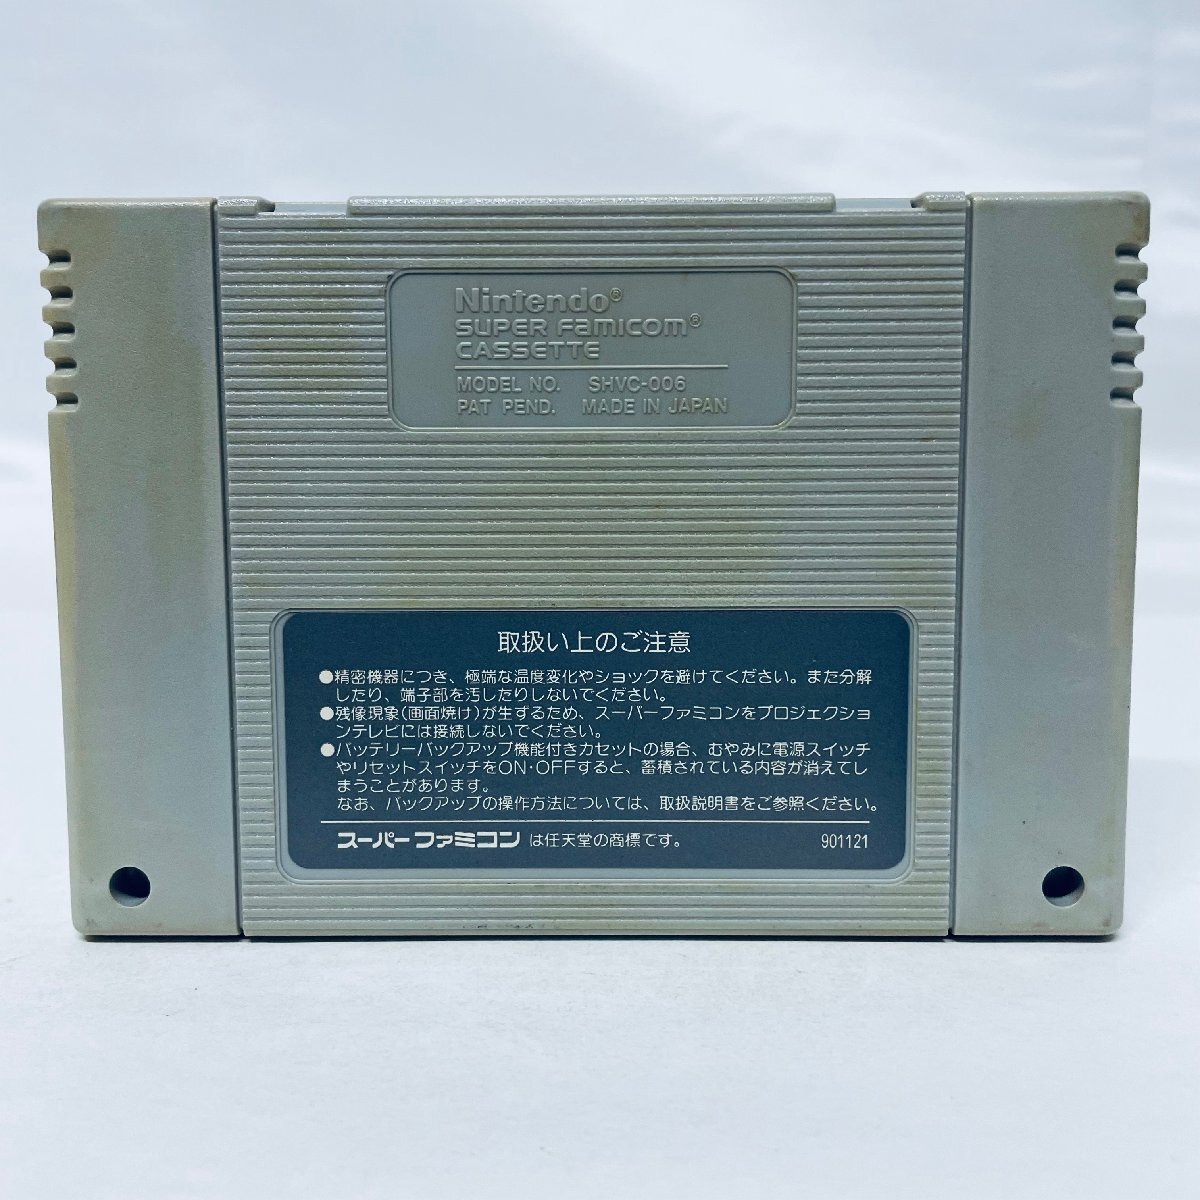 Nintendo®
SUPER FAMICOM®
CASSETTE
MODEL NO. SHVC-006
PAT PEND. MADE IN JAPAN
取扱い上のご注意
●精密機器につき、極端な温度変化やショックを避けてください。また分解
したり、端子部を汚したりしないでください。
●残像現象(画面焼け)が生ずるため、スーパーファミコンをプロジェクショ
ンテレビには接続しないでください。
●バッテリーバックアップ機能付きカセットの場合、むやみに電源スイッチ
やリセットスイッチをON・OFFすると、蓄積されている内容が消えてし
まうことがあります。
なお、バックアップの操作方法については、取扱説明書をご参照ください。
スーパーファミコン は任天堂の商標です。 901121